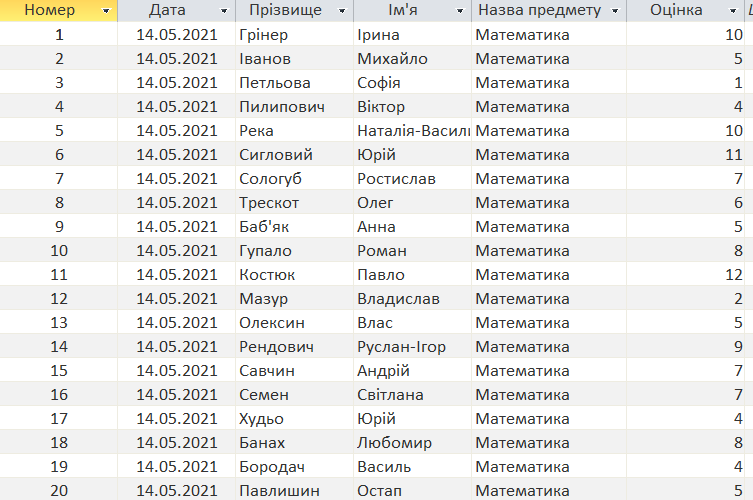 Номер Дата Прізвище Ім'я Назва предмету Оцінка
1 14.05.2021 Грінер Ірина Математика 10
2 14.05.2021 Іванов Михайло Математика 5
3 14.05.2021 Петльова Софія Математика 1
4 14.05.2021 Пилипович Віктор Математика 4
5 14.05.2021 Река Наталія-Васили Математика 10
6 14.05.2021 Сигловий Юрій Математика 11
7 14.05.2021 Сологуб Ростислав Математика 7
8 14.05.2021 Трескот Олег Математика 6
9 14.05.2021 Баб'як Анна Математика 5
10 14.05.2021 Гупало Роман Математика 8
11 14.05.2021 Костюк Павло Математика 12
12 14.05.2021 Мазур Владислав Математика 2
13 14.05.2021 Олексин Влас Математика 5
14 14.05.2021 Рендович Руслан-Ігор Математика 9
15 14.05.2021 Савчин Андрій Математика 7
16 14.05.2021 Семен Світлана Математика 7
17 14.05.2021 Худьо Юрій Математика 4
18 14.05.2021 Банах Любомир Математика 8
19 14.05.2021 Бородач Василь Математика 4
20 14.05.2021 Павлишин Остап Математика 5